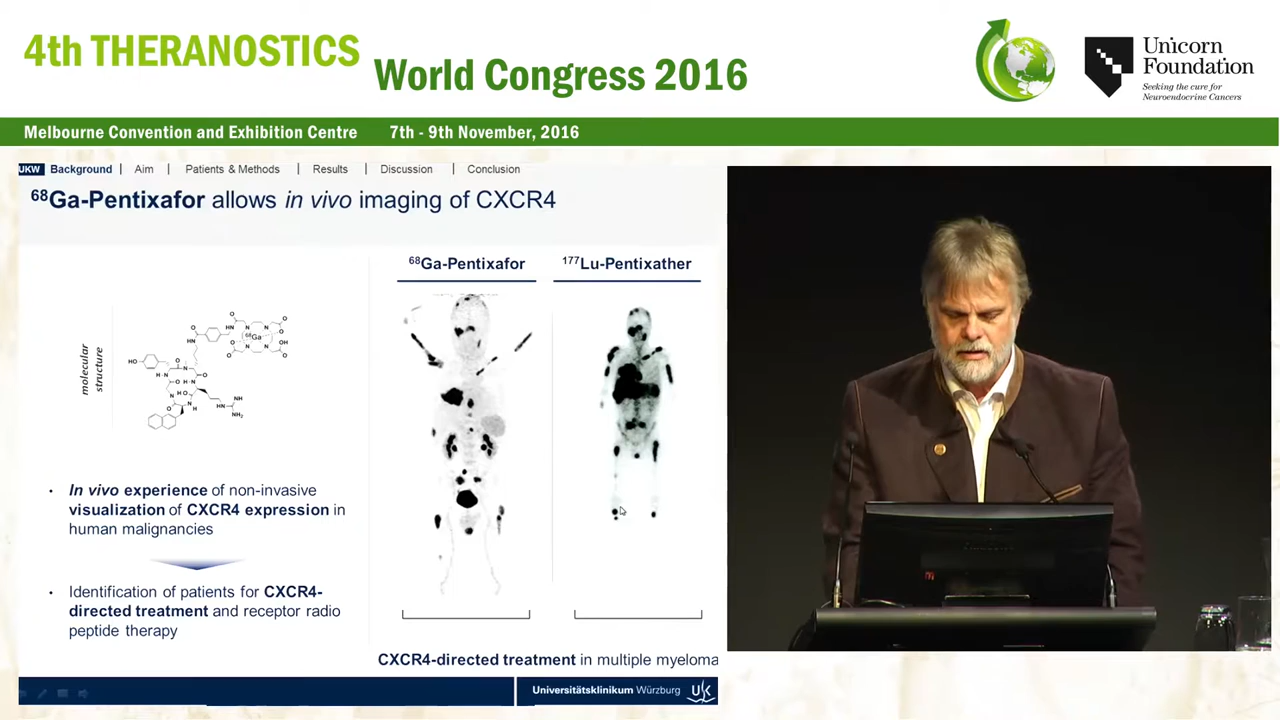 4th THERANOSTICS
World Congress 2016
Unicorn
Foundation
Seeking the cure for
Neuroendocrine Cancers
Melbourne Convention and Exhibition Centre 7th - 9th November, 2016
UKW Background | Aim | Patients & Methods | Results | Discussion | Conclusion
⁶⁸Ga-Pentixafor allows in vivo imaging of CXCR4
⁶⁸Ga-Pentixafor
¹⁷⁷Lu-Pentixather
molecular
structure
• In vivo experience of non-invasive
visualization of CXCR4 expression in
human malignancies
• Identification of patients for CXCR4-
directed treatment and receptor radio
peptide therapy
CXCR4-directed treatment in multiple myeloma
Universitätsklinikum Würzburg